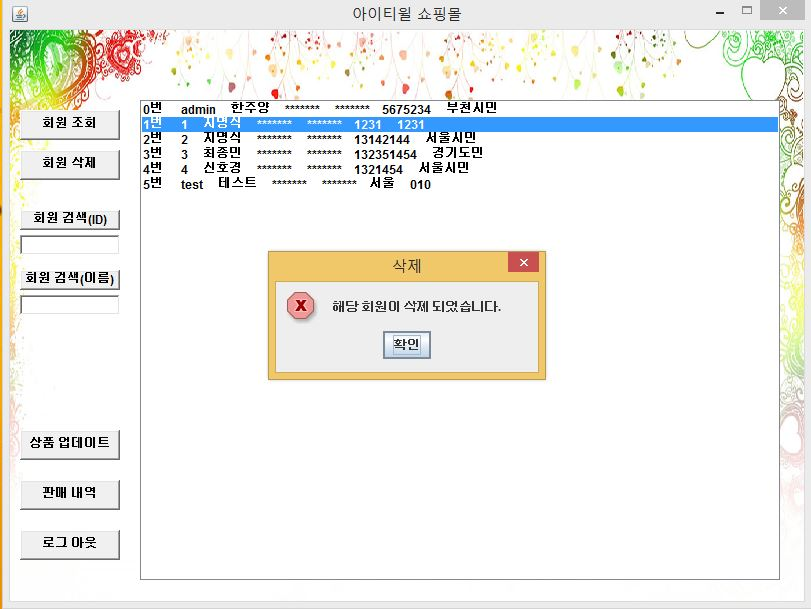 아이티윌 쇼핑몰
회원 조회
회원 삭제
회원 검색(ID)
회원 검색(이름)
상품 업데이트
판매 내역
로그 아웃
0번 admin 한주양 ******* ******* 5675234 부천시민
1번 1 지명식 ******* ******* 1231 1231
2번 2 지명식 ******* ******* 13142144 서울시민
3번 3 최종민 ******* ******* 132351454 경기도민
4번 4 신호경 ******* ******* 1321454 서울시민
5번 test 테스트 ******* ******* 서울 010
삭제
해당 회원이 삭제 되었습니다.
확인